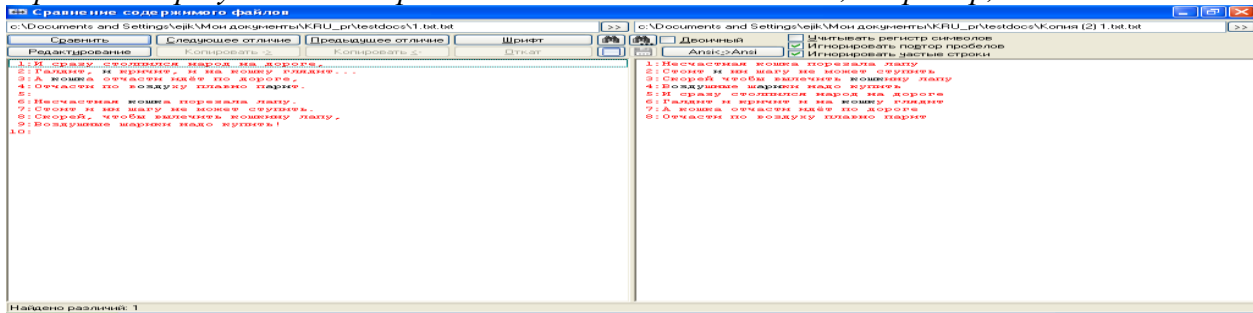 Сравнение содержимого файлов
c:\Documents and Settings\ejik\Мои документы\KRU_pr\testdocs\1.txt.txt >> c:\Documents and Settings\ejik\Мои документы\KRU_pr\testdocs\Копия (2) 1.txt.txt >>
Сравнить Следующее отличие Предыдущее отличие Шрифт Двоичный Учитывать регистр символов
Игнорировать повтор пробелов
Редактирование Копировать -> Копировать <- Откат Ansi<>Ansi Игнорировать частые строки
1:И сразу столпился народ на дороге,
2:Галдит, и кричит, и на кошку глядит...
3:А кошка отчасти идёт по дороге,
4:Отчасти по воздуху плавно парит.
5:
6:Несчастная кошка порезала лапу.
7:Стоит и ни шагу не может ступить.
8:Скорей, чтобы вылечить кошкину лапу,
9:Воздушные шарики надо купить!
10:
1:Несчастная кошка порезала лапу
2:Стоит и ни шагу не может ступить
3:Скорей чтобы вылечить кошкину лапу
4:Воздушные шарики надо купить
5:И сразу столпился народ на дороге
6:Галдит и кричит и на кошку глядит
7:А кошка отчасти идёт по дороге
8:Отчасти по воздуху плавно парит
Найдено различий: 1